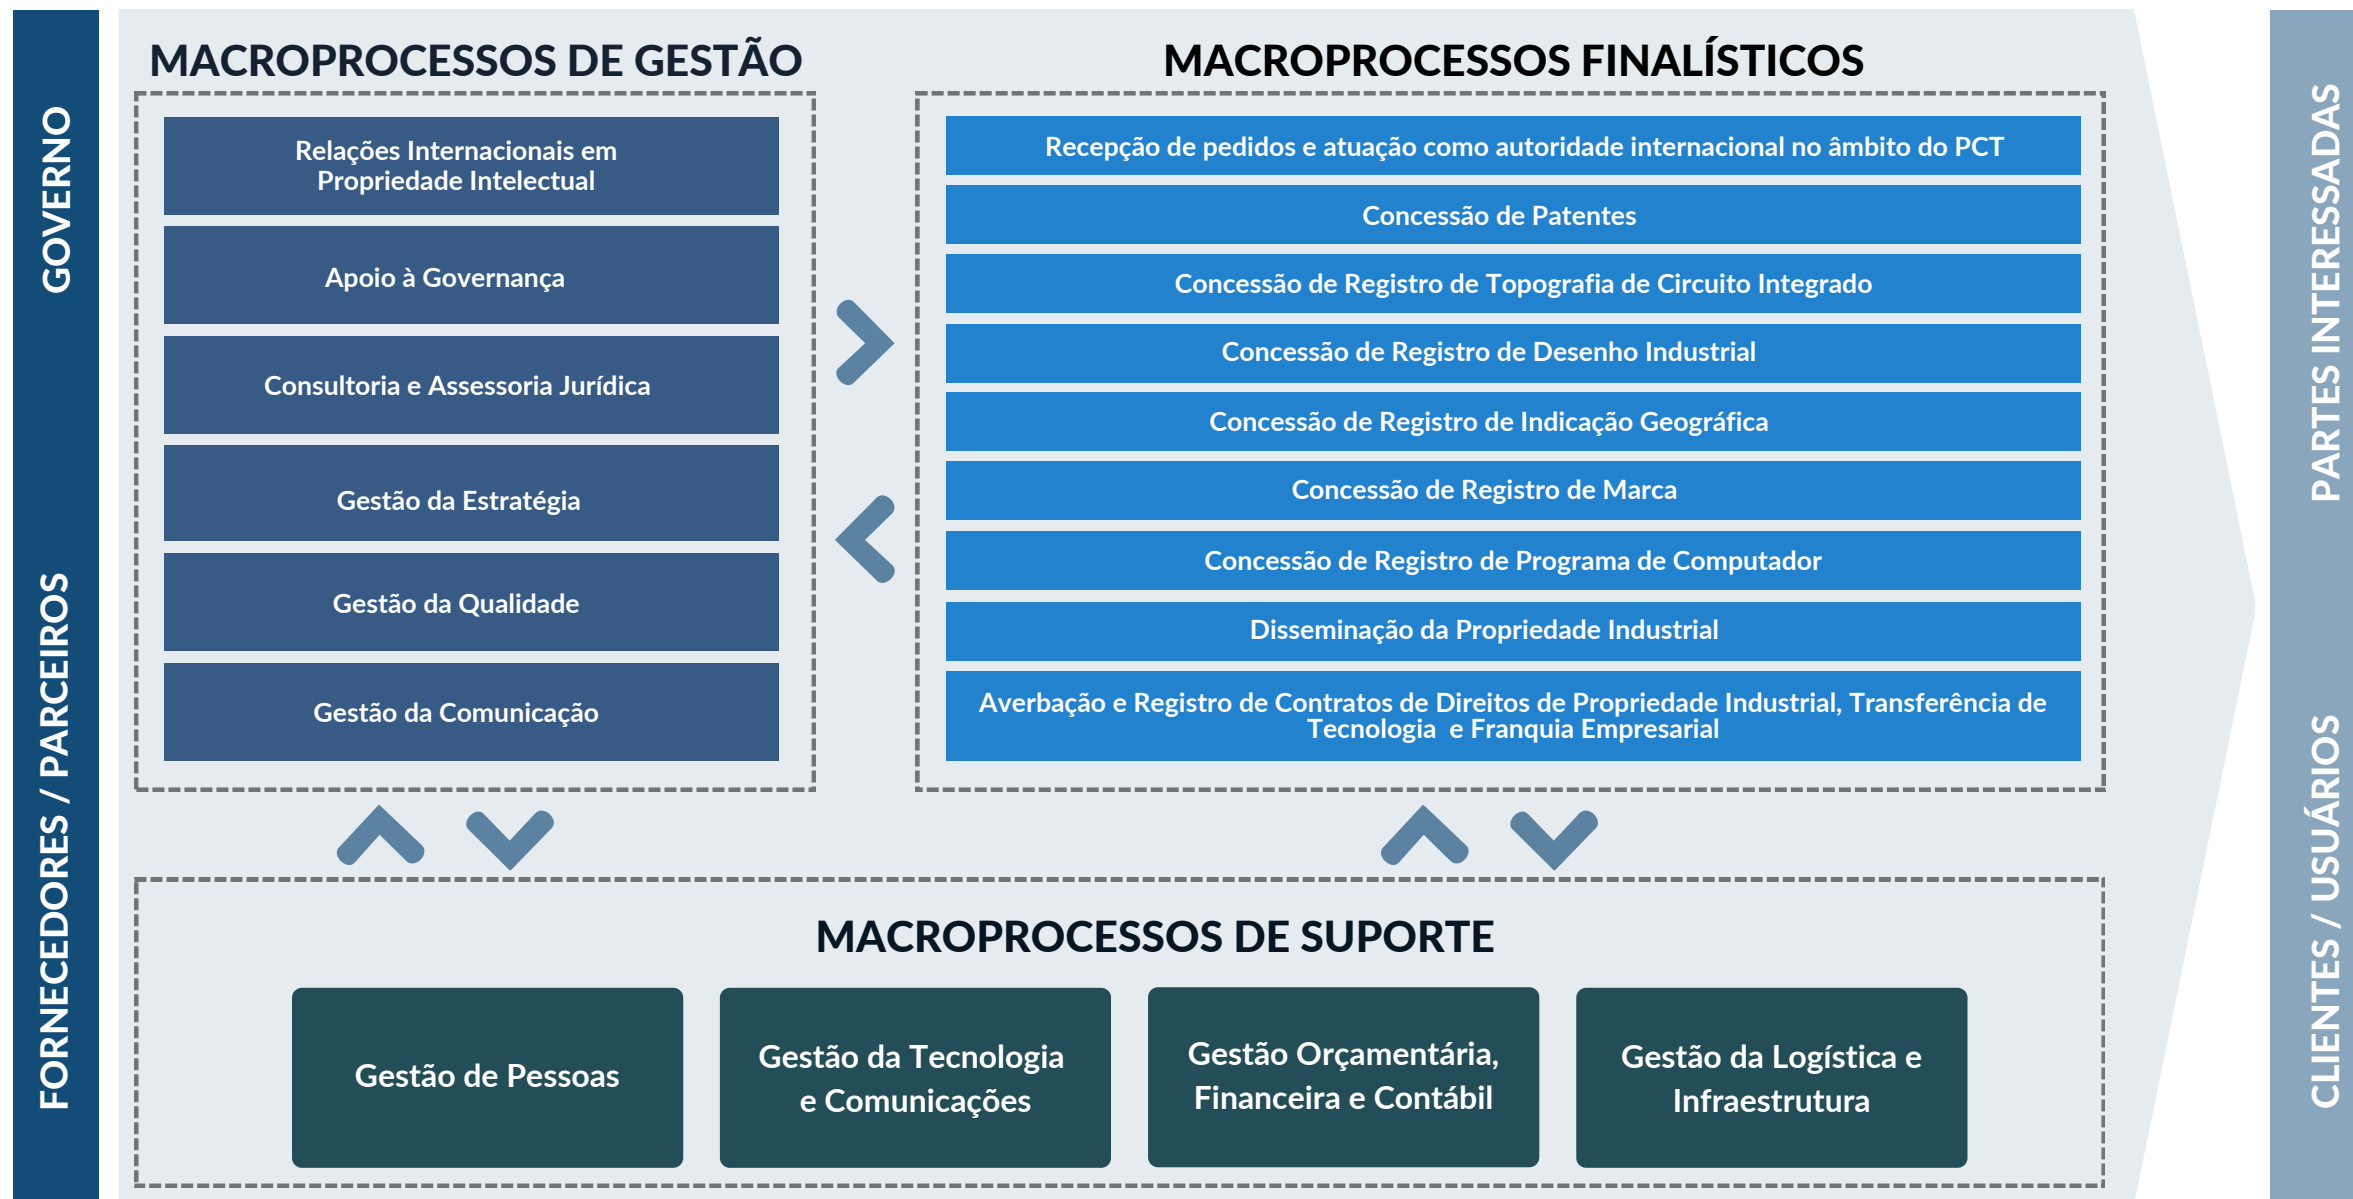 GOVERNO
FORNECEDORES / PARCEIROS
MACROPROCESSOS DE GESTÃO
Relações Internacionais em
Propriedade Intelectual
Apoio à Governança
Consultoria e Assessoria Jurídica
Gestão da Estratégia
Gestão da Qualidade
Gestão da Comunicação
MACROPROCESSOS FINALÍSTICOS
Recepção de pedidos e atuação como autoridade internacional no âmbito do PCT
Concessão de Patentes
Concessão de Registro de Topografia de Circuito Integrado
Concessão de Registro de Desenho Industrial
Concessão de Registro de Indicação Geográfica
Concessão de Registro de Marca
Concessão de Registro de Programa de Computador
Disseminação da Propriedade Industrial
Averbação e Registro de Contratos de Direitos de Propriedade Industrial, Transferência de
Tecnologia e Franquia Empresarial
MACROPROCESSOS DE SUPORTE
Gestão de Pessoas
Gestão da Tecnologia
e Comunicações
Gestão Orçamentária,
Financeira e Contábil
Gestão da Logística e
Infraestrutura
PARTES INTERESSADAS
CLIENTES / USUÁRIOS